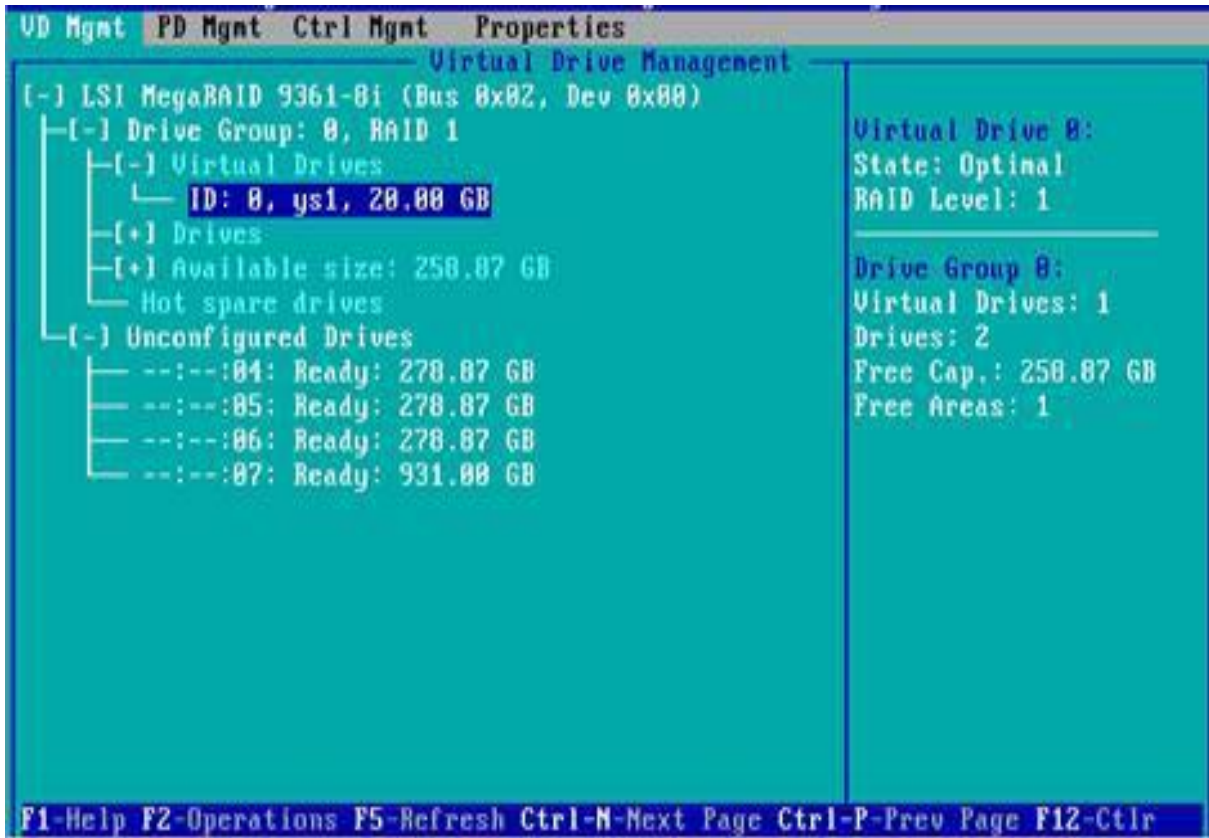 VD Mgmt PD Mgmt Ctrl Mgmt Properties
Virtual Drive Management
[-] LSI MegaRAID 9361-8i (Bus 0x02, Dev 0x00)
[-] Drive Group: 0, RAID 1
[-] Virtual Drives
ID: 0, ys1, 20.00 GB
[+] Drives
[+] Available size: 258.87 GB
Hot spare drives
[-] Unconfigured Drives
--:--:04: Ready: 278.87 GB
--:--:05: Ready: 278.87 GB
--:--:06: Ready: 278.87 GB
--:--:07: Ready: 931.00 GB
Virtual Drive 0:
State: Optimal
RAID Level: 1
Drive Group 0:
Virtual Drives: 1
Drives: 2
Free Cap.: 258.87 GB
Free Areas: 1
F1-Help F2-Operations F5-Refresh Ctrl-N-Next Page Ctrl-P-Prev Page F12-Ctlr